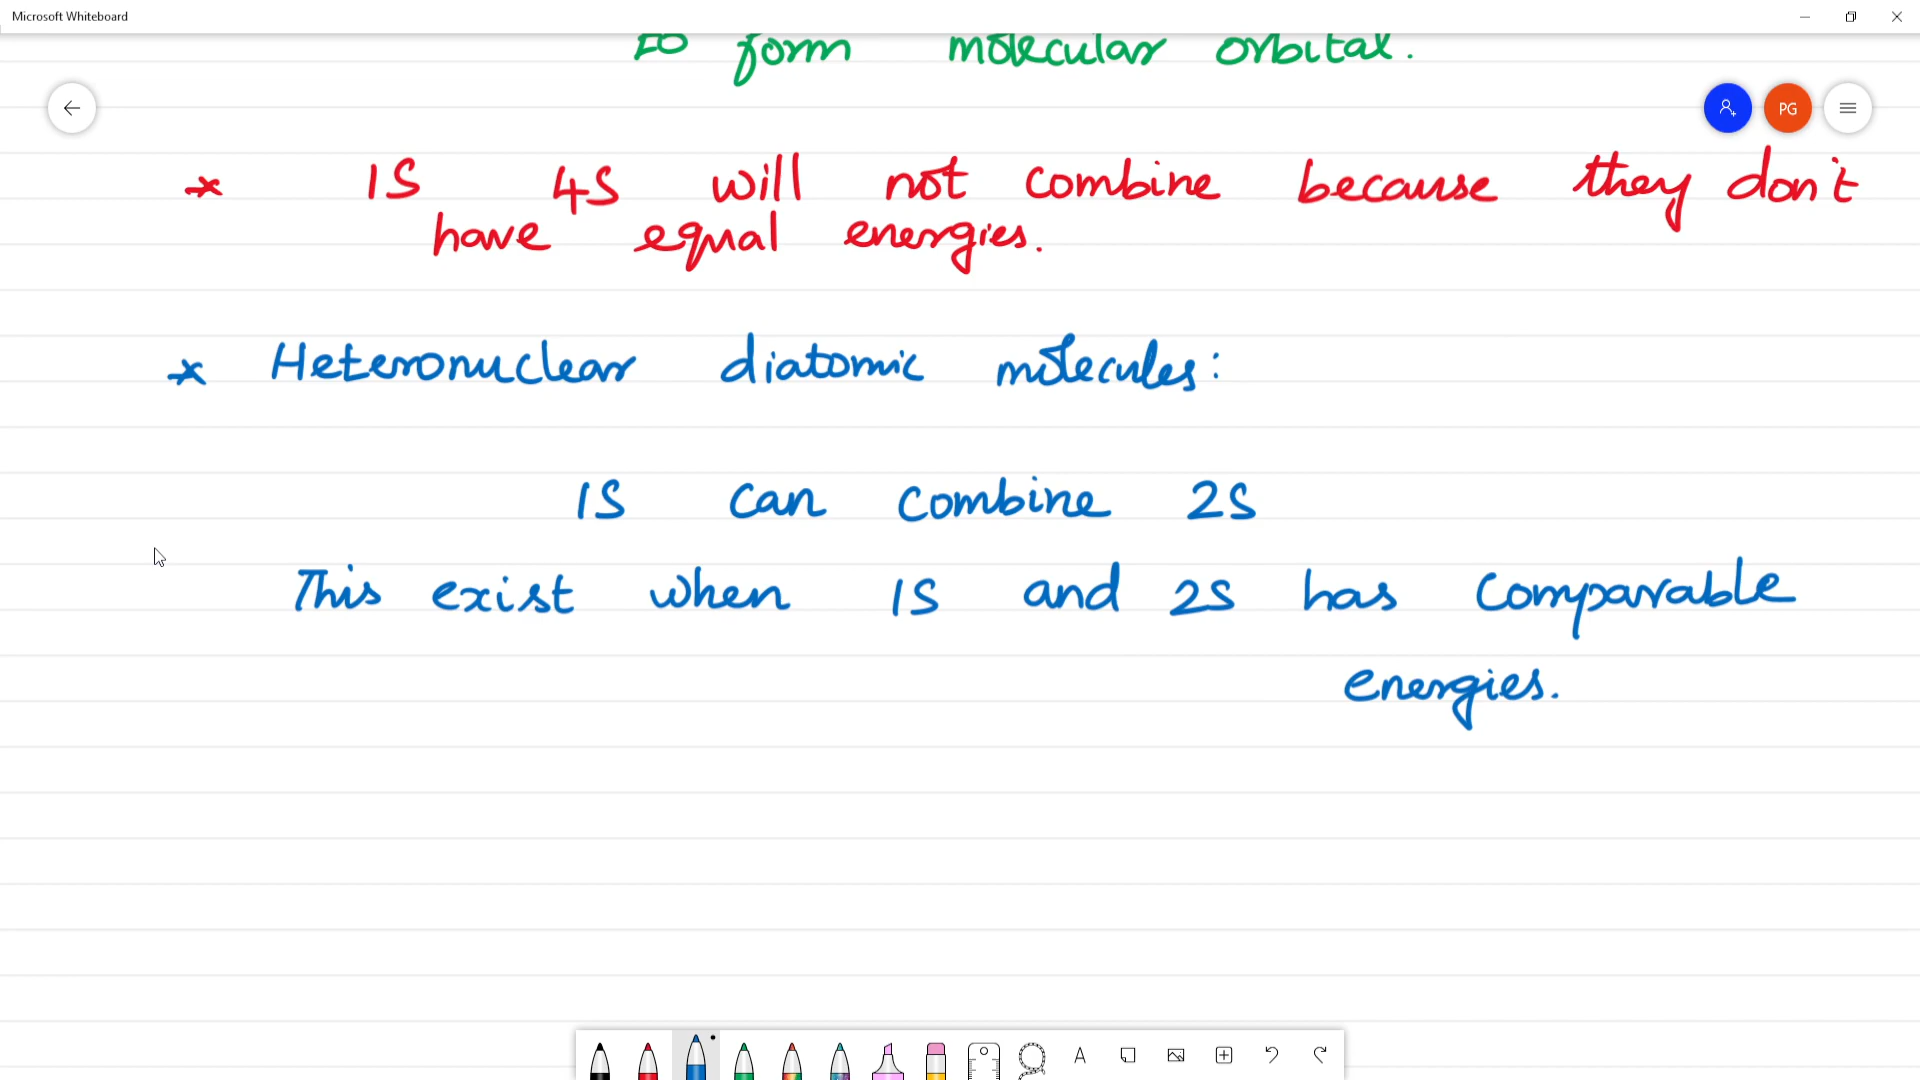 Microsoft Whiteboard
to form molecular orbital.
PG
* 1S 4S will not combine because they don't
have equal energies.
* Heteronuclear diatomic molecules:
1S can combine 2S
This exist when 1S and 2S has comparable
energies.
A